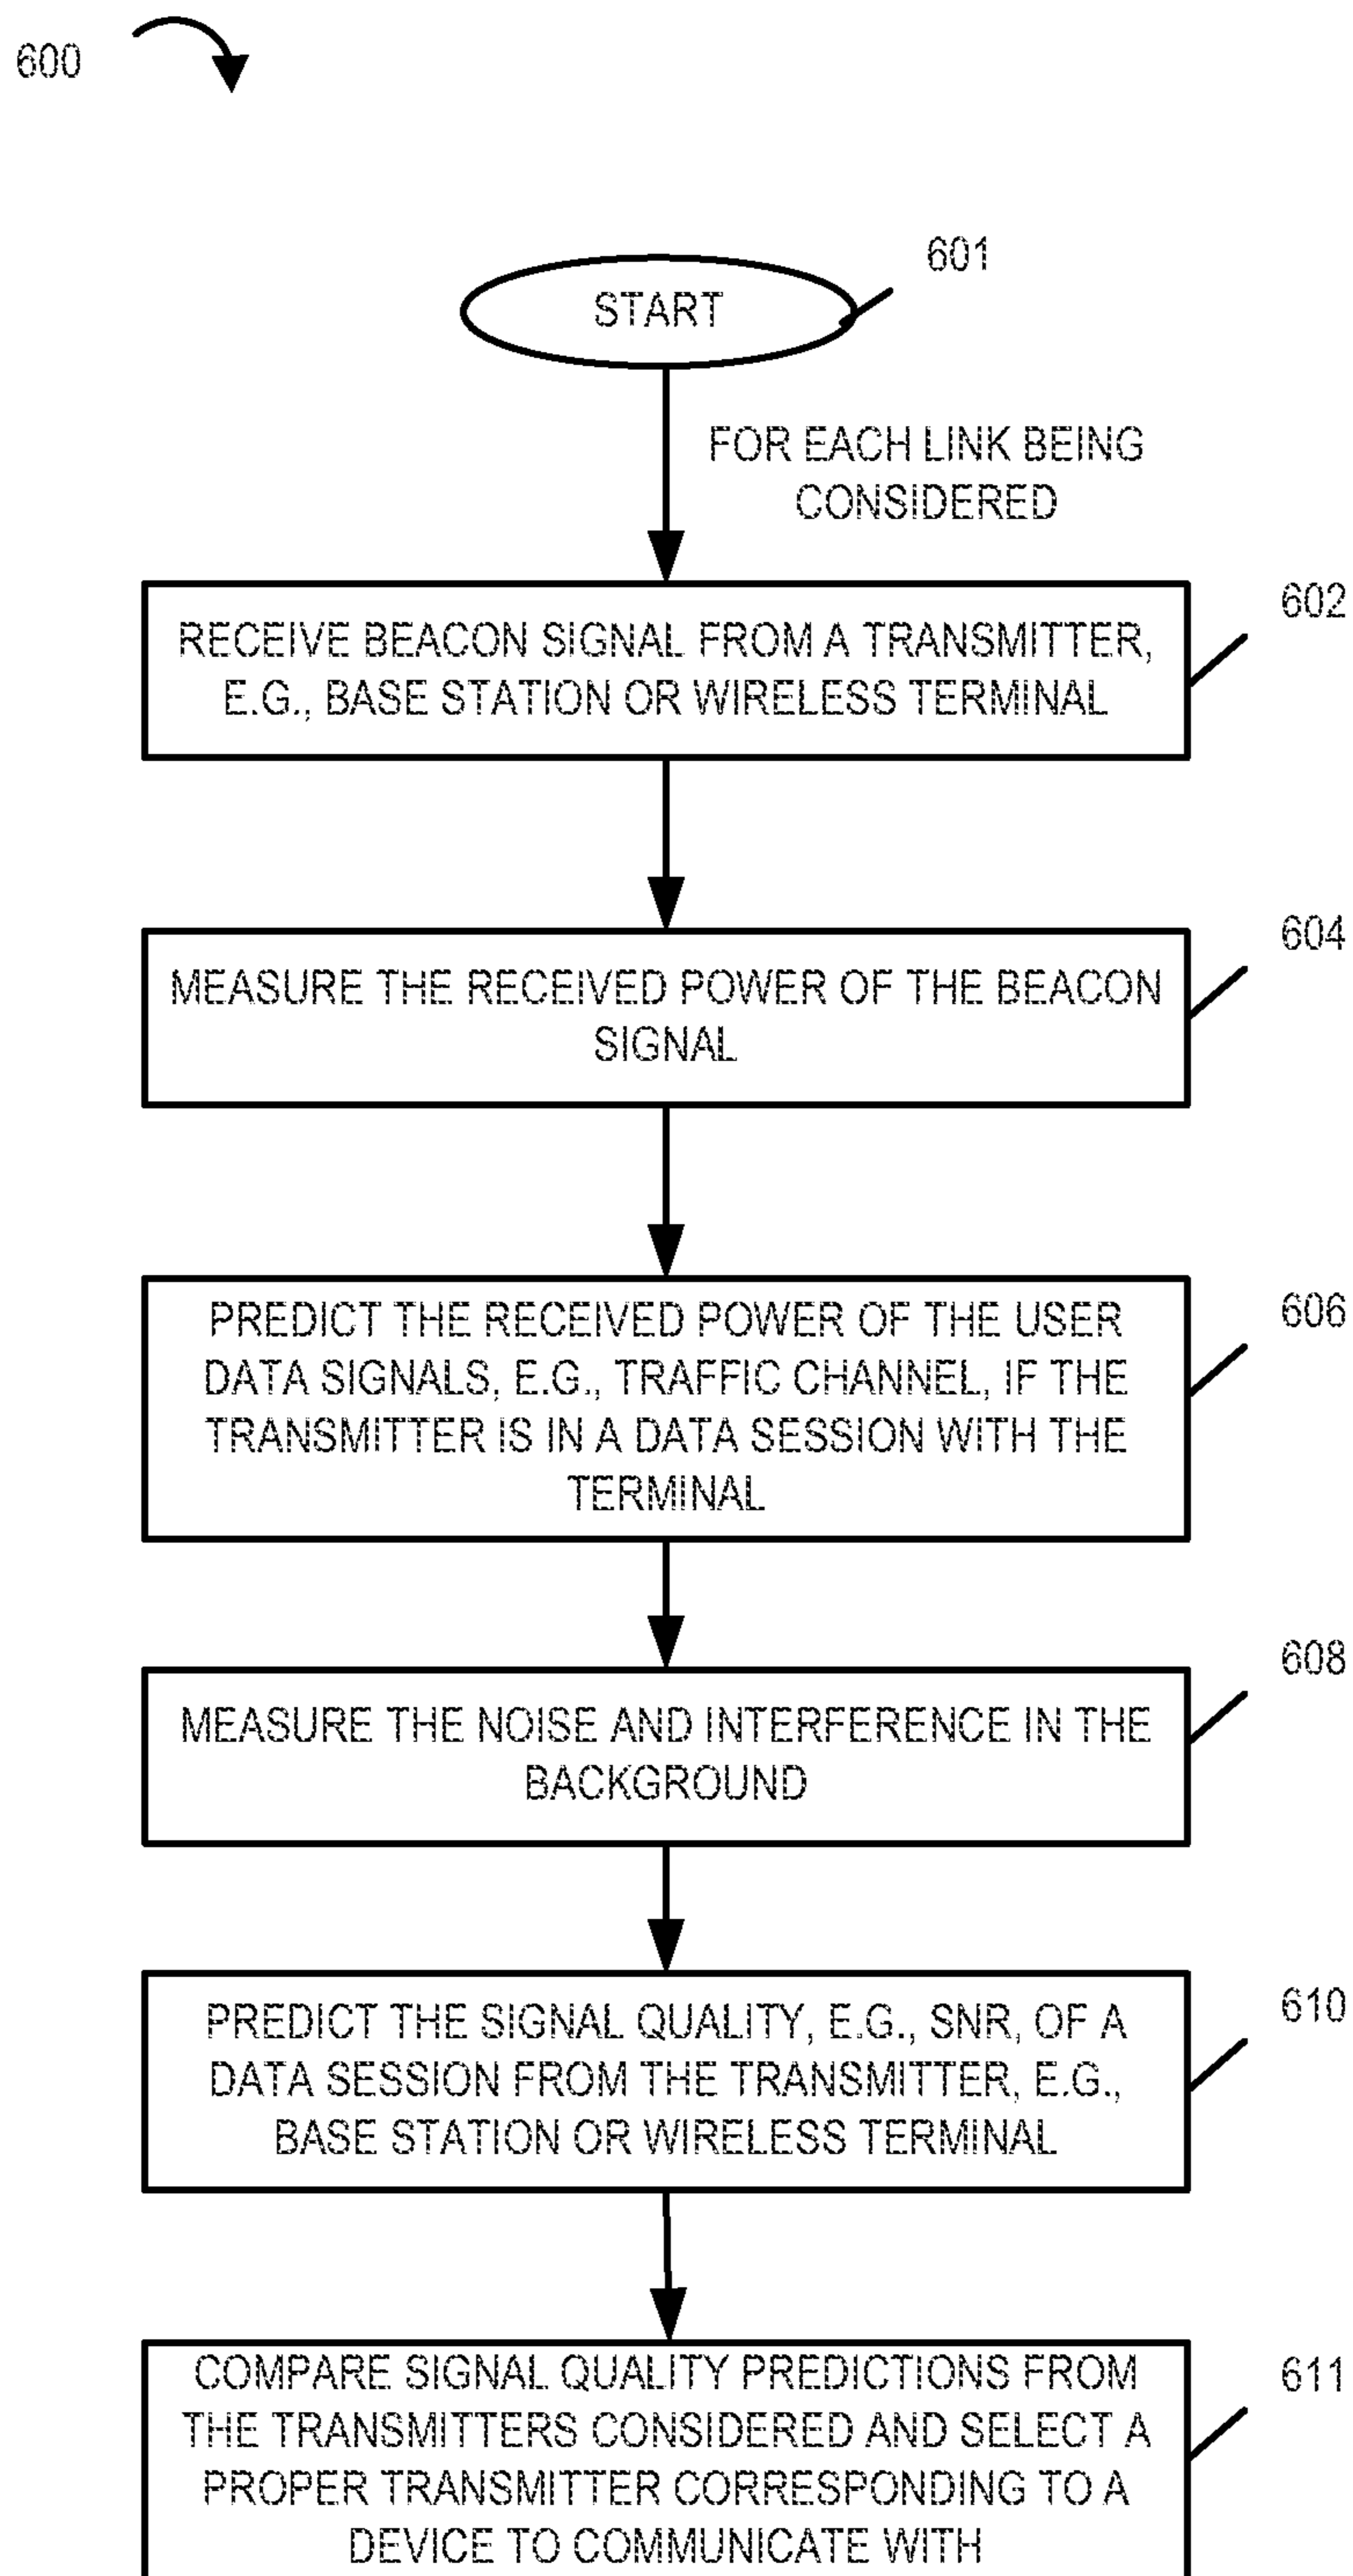 600
601
START
FOR EACH LINK BEING
CONSIDERED
602
RECEIVE BEACON SIGNAL FROM A TRANSMITTER,
E.G., BASE STATION OR WIRELESS TERMINAL
604
MEASURE THE RECEIVED POWER OF THE BEACON
SIGNAL
606
PREDICT THE RECEIVED POWER OF THE USER
DATA SIGNALS, E.G., TRAFFIC CHANNEL, IF THE
TRANSMITTER IS IN A DATA SESSION WITH THE
TERMINAL
608
MEASURE THE NOISE AND INTERFERENCE IN THE
BACKGROUND
610
PREDICT THE SIGNAL QUALITY, E.G., SNR, OF A
DATA SESSION FROM THE TRANSMITTER, E.G.,
BASE STATION OR WIRELESS TERMINAL
611
COMPARE SIGNAL QUALITY PREDICTIONS FROM
THE TRANSMITTERS CONSIDERED AND SELECT A
PROPER TRANSMITTER CORRESPONDING TO A
DEVICE TO COMMUNICATE WITH